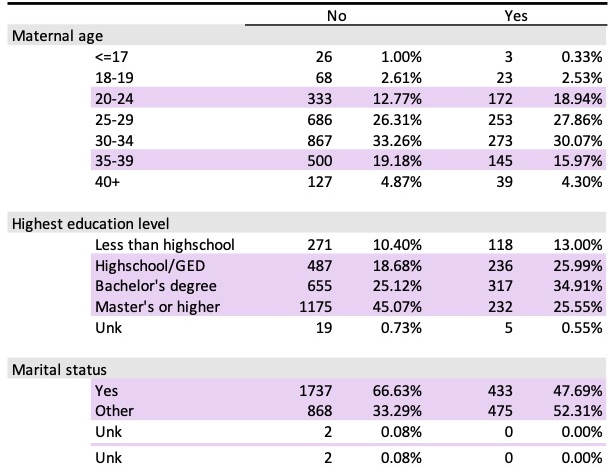 No Yes
Maternal age
<=17 26 1.00% 3 0.33%
18-19 68 2.61% 23 2.53%
20-24 333 12.77% 172 18.94%
25-29 686 26.31% 253 27.86%
30-34 867 33.26% 273 30.07%
35-39 500 19.18% 145 15.97%
40+ 127 4.87% 39 4.30%
Highest education level
Less than highschool 271 10.40% 118 13.00%
Highschool/GED 487 18.68% 236 25.99%
Bachelor's degree 655 25.12% 317 34.91%
Master's or higher 1175 45.07% 232 25.55%
Unk 19 0.73% 5 0.55%
Marital status
Yes 1737 66.63% 433 47.69%
Other 868 33.29% 475 52.31%
Unk 2 0.08% 0 0.00%
Unk 2 0.08% 0 0.00%